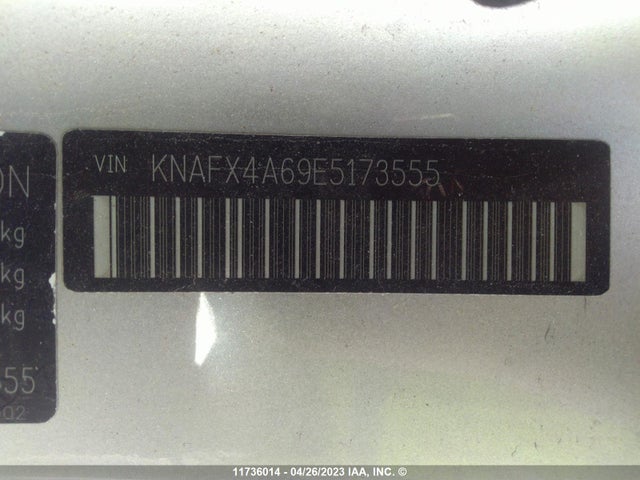 VIN KNAFX4A69E5173555
ON
kg
kg
kg
555
11736014 - 04/26/2023 IAA, INC. ©